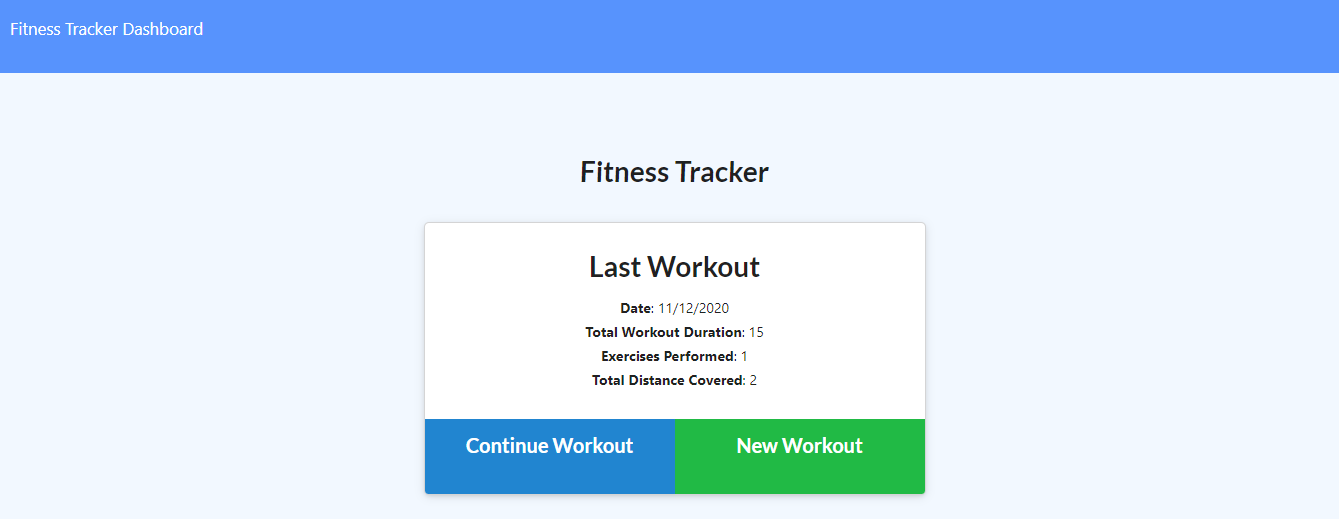 Fitness Tracker Dashboard
Fitness Tracker
Last Workout
Date: 11/12/2020
Total Workout Duration: 15
Exercises Performed: 1
Total Distance Covered: 2
Continue Workout
New Workout